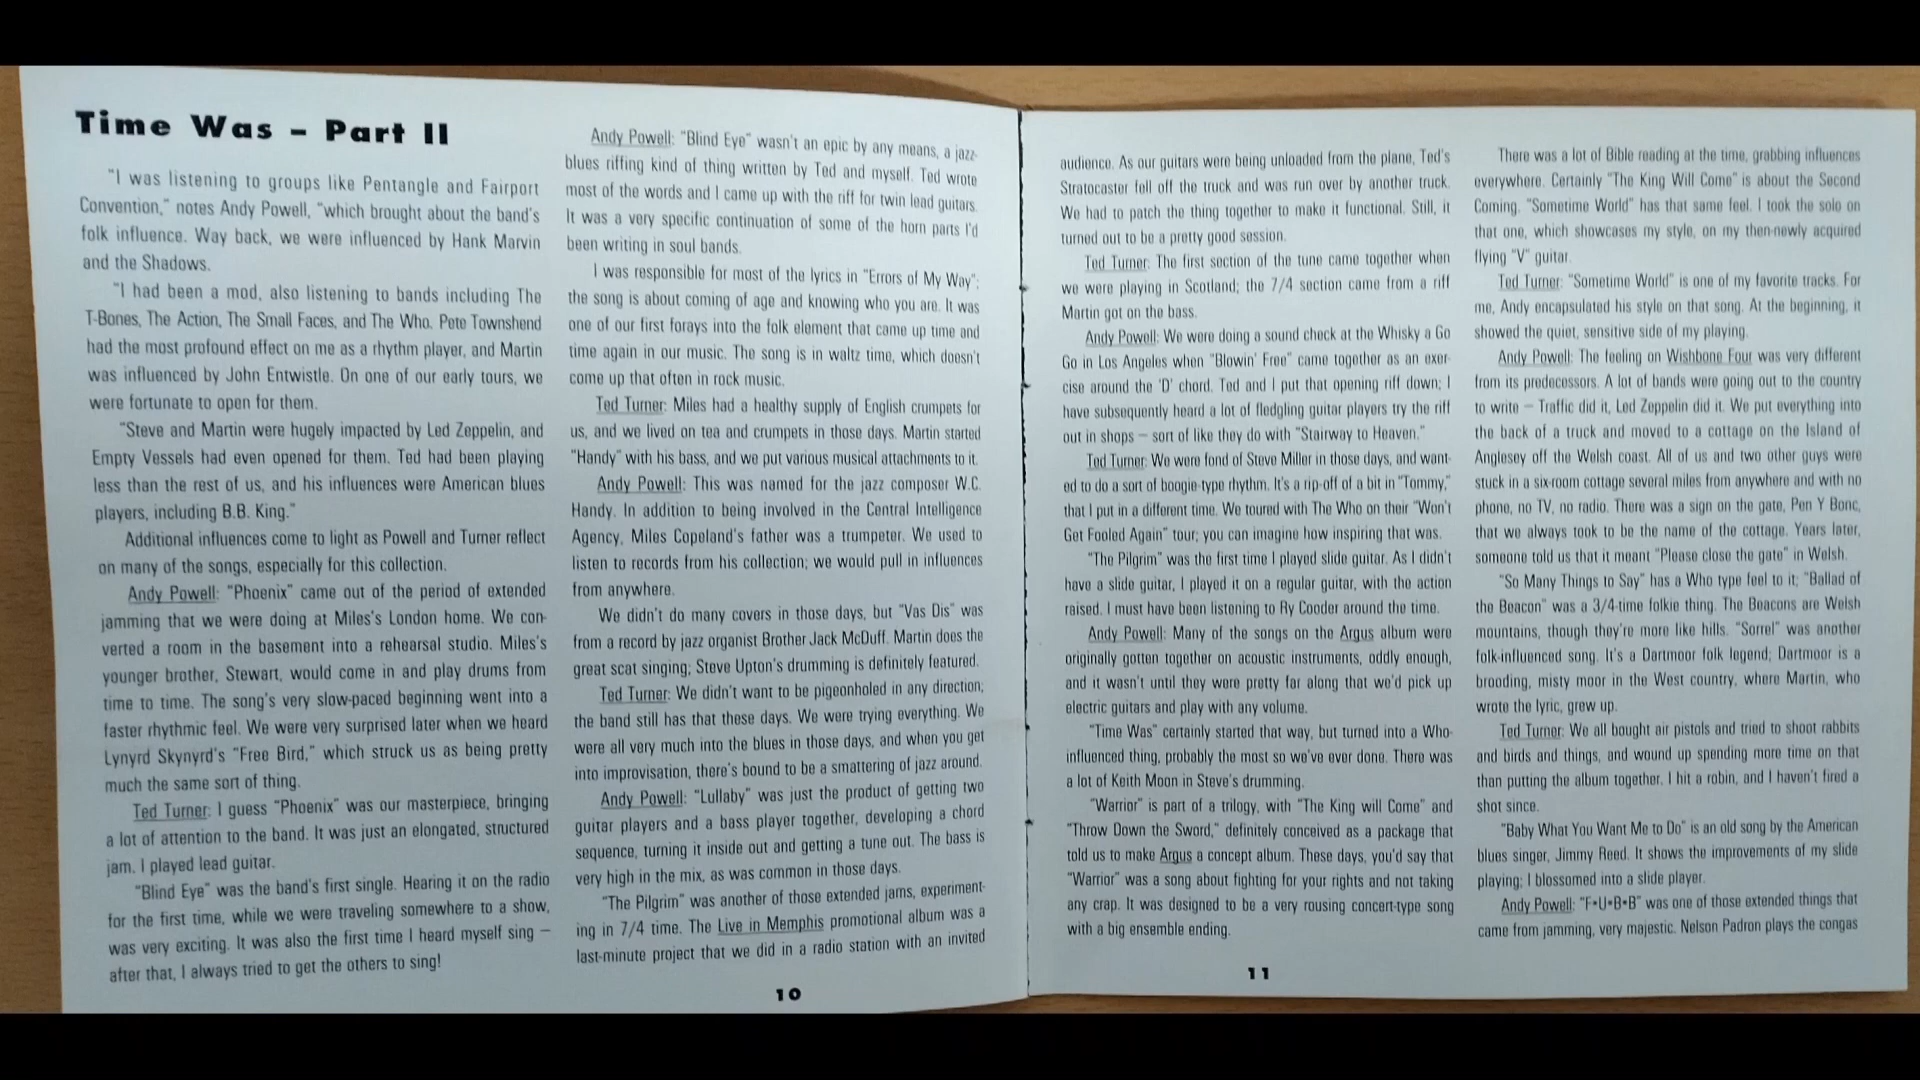 Time Was – Part II
"I was listening to groups like Pentangle and Fairport
Convention," notes Andy Powell, "which brought about the band's
folk influence. Way back, we were influenced by Hank Marvin
and the Shadows.
"I had been a mod, also listening to bands including The
T-Bones, The Action, The Small Faces, and The Who. Pete Townshend
had the most profound effect on me as a rhythm player, and Martin
was influenced by John Entwistle. On one of our early tours, we
were fortunate to open for them.
"Steve and Martin were hugely impacted by Led Zeppelin, and
Empty Vessels had even opened for them. Ted had been playing
less than the rest of us, and his influences were American blues
players, including B.B. King."
Additional influences come to light as Powell and Turner reflect
on many of the songs, especially for this collection.
Andy Powell: "Phoenix" came out of the period of extended
jamming that we were doing at Miles's London home. We con-
verted a room in the basement into a rehearsal studio. Miles's
younger brother, Stewart, would come in and play drums from
time to time. The song's very slow-paced beginning went into a
faster rhythmic feel. We were very surprised later when we heard
Lynyrd Skynyrd's "Free Bird," which struck us as being pretty
much the same sort of thing.
Ted Turner: I guess "Phoenix" was our masterpiece, bringing
a lot of attention to the band. It was just an elongated, structured
jam. I played lead guitar.
"Blind Eye" was the band's first single. Hearing it on the radio
for the first time, while we were traveling somewhere to a show,
was very exciting. It was also the first time I heard myself sing –
after that, I always tried to get the others to sing!
Andy Powell: "Blind Eye" wasn't an epic by any means, a jazz-
blues riffing kind of thing written by Ted and myself. Ted wrote
most of the words and I came up with the riff for twin lead guitars.
It was a very specific continuation of some of the horn parts I'd
been writing in soul bands.
I was responsible for most of the lyrics in "Errors of My Way";
the song is about coming of age and knowing who you are. It was
one of our first forays into the folk element that came up time and
time again in our music. The song is in waltz time, which doesn't
come up that often in rock music.
Ted Turner: Miles had a healthy supply of English crumpets for
us, and we lived on tea and crumpets in those days. Martin started
"Handy" with his bass, and we put various musical attachments to it.
Andy Powell: This was named for the jazz composer W.C.
Handy. In addition to being involved in the Central Intelligence
Agency, Miles Copeland's father was a trumpeter. We used to
listen to records from his collection; we would pull in influences
from anywhere.
We didn't do many covers in those days, but "Vas Dis" was
from a record by jazz organist Brother Jack McDuff. Martin does the
great scat singing; Steve Upton's drumming is definitely featured.
Ted Turner: We didn't want to be pigeonholed in any direction;
the band still has that these days. We were trying everything. We
were all very much into the blues in those days, and when you get
into improvisation, there's bound to be a smattering of jazz around.
Andy Powell: "Lullaby" was just the product of getting two
guitar players and a bass player together, developing a chord
sequence, turning it inside out and getting a tune out. The bass is
very high in the mix, as was common in those days.
"The Pilgrim" was another of those extended jams, experiment-
ing in 7/4 time. The Live in Memphis promotional album was a
last-minute project that we did in a radio station with an invited
10
audience. As our guitars were being unloaded from the plane, Ted's
Stratocaster fell off the truck and was run over by another truck.
We had to patch the thing together to make it functional. Still, it
turned out to be a pretty good session.
Ted Turner: The first section of the tune came together when
we were playing in Scotland; the 7/4 section came from a riff
Martin got on the bass.
Andy Powell: We were doing a sound check at the Whisky a Go
Go in Los Angeles when "Blowin' Free" came together as an exer-
cise around the 'D' chord. Ted and I put that opening riff down; I
have subsequently heard a lot of fledgling guitar players try the riff
out in shops – sort of like they do with "Stairway to Heaven."
Ted Turner: We were fond of Steve Miller in those days, and want-
ed to do a sort of boogie-type rhythm. It's a rip-off of a bit in "Tommy,"
that I put in a different time. We toured with The Who on their "Won't
Get Fooled Again" tour; you can imagine how inspiring that was.
"The Pilgrim" was the first time I played slide guitar. As I didn't
have a slide guitar, I played it on a regular guitar, with the action
raised. I must have been listening to Ry Cooder around the time.
Andy Powell: Many of the songs on the Argus album were
originally gotten together on acoustic instruments, oddly enough,
and it wasn't until they were pretty far along that we'd pick up
electric guitars and play with any volume.
"Time Was" certainly started that way, but turned into a Who-
influenced thing, probably the most so we've ever done. There was
a lot of Keith Moon in Steve's drumming.
"Warrior" is part of a trilogy, with "The King will Come" and
"Throw Down the Sword," definitely conceived as a package that
told us to make Argus a concept album. These days, you'd say that
"Warrior" was a song about fighting for your rights and not taking
any crap. It was designed to be a very rousing concert-type song
with a big ensemble ending.
11
There was a lot of Bible reading at the time, grabbing influences
everywhere. Certainly "The King Will Come" is about the Second
Coming. "Sometime World" has that same feel. I took the solo on
that one, which showcases my style, on my then-newly acquired
flying "V" guitar.
Ted Turner: "Sometime World" is one of my favorite tracks. For
me, Andy encapsulated his style on that song. At the beginning, it
showed the quiet, sensitive side of my playing.
Andy Powell: The feeling on Wishbone Four was very different
from its predecessors. A lot of bands were going out to the country
to write – Traffic did it, Led Zeppelin did it. We put everything into
the back of a truck and moved to a cottage on the Island of
Anglesey off the Welsh coast. All of us and two other guys were
stuck in a six-room cottage several miles from anywhere and with no
phone, no TV, no radio. There was a sign on the gate, Pen Y Bonc,
that we always took to be the name of the cottage. Years later,
someone told us that it meant "Please close the gate" in Welsh.
"So Many Things to Say" has a Who type feel to it; "Ballad of
the Beacon" was a 3/4-time folkie thing. The Beacons are Welsh
mountains, though they're more like hills. "Sorrel" was another
folk-influenced song. It's a Dartmoor folk legend; Dartmoor is a
brooding, misty moor in the West country, where Martin, who
wrote the lyric, grew up.
Ted Turner: We all bought air pistols and tried to shoot rabbits
and birds and things, and wound up spending more time on that
than putting the album together. I hit a robin, and I haven't fired a
shot since.
"Baby What You Want Me to Do" is an old song by the American
blues singer, Jimmy Reed. It shows the improvements of my slide
playing; I blossomed into a slide player.
Andy Powell: "F•U•B•B" was one of those extended things that
came from jamming, very majestic. Nelson Padron plays the congas